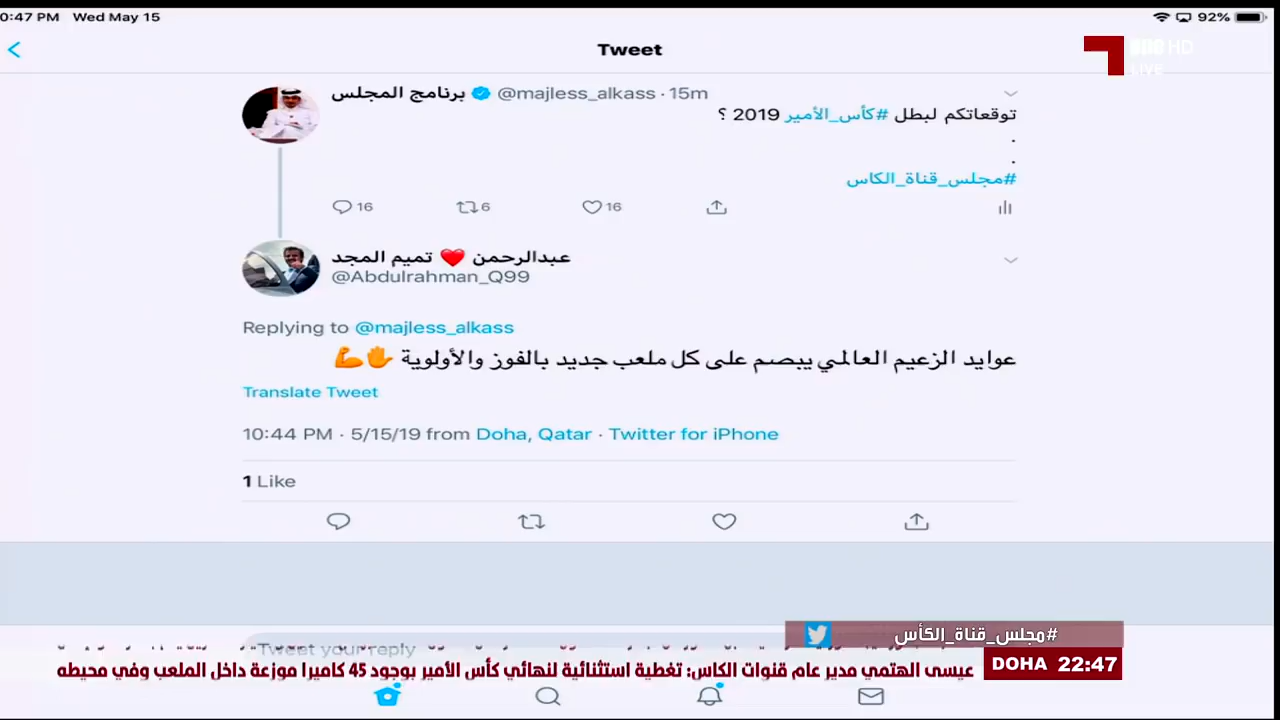 0:47 PM Wed May 15
92%
Tweet
HD
LIVE
برنامج المجلس @majless_alkass · 15m
توقعاتكم لبطل #كأس_الأمير 2019 ؟
.
.
#مجلس_قناة_الكاس
16 6 16
عبدالرحمن ❤️ تميم المجد
@Abdulrahman_Q99
Replying to @majless_alkass
عوايد الزعيم العالمي يبصم على كل ملعب جديد بالفوز والأولوية ✋💪
Translate Tweet
10:44 PM · 5/15/19 from Doha, Qatar · Twitter for iPhone
1 Like
#مجلس_قناة_الكأس
Tweet your reply
عيسى الهتمي مدير عام قنوات الكاس: تغطية استثنائية لنهائي كأس الأمير بوجود 45 كاميرا موزعة داخل الملعب وفي محيطه
DOHA 22:47